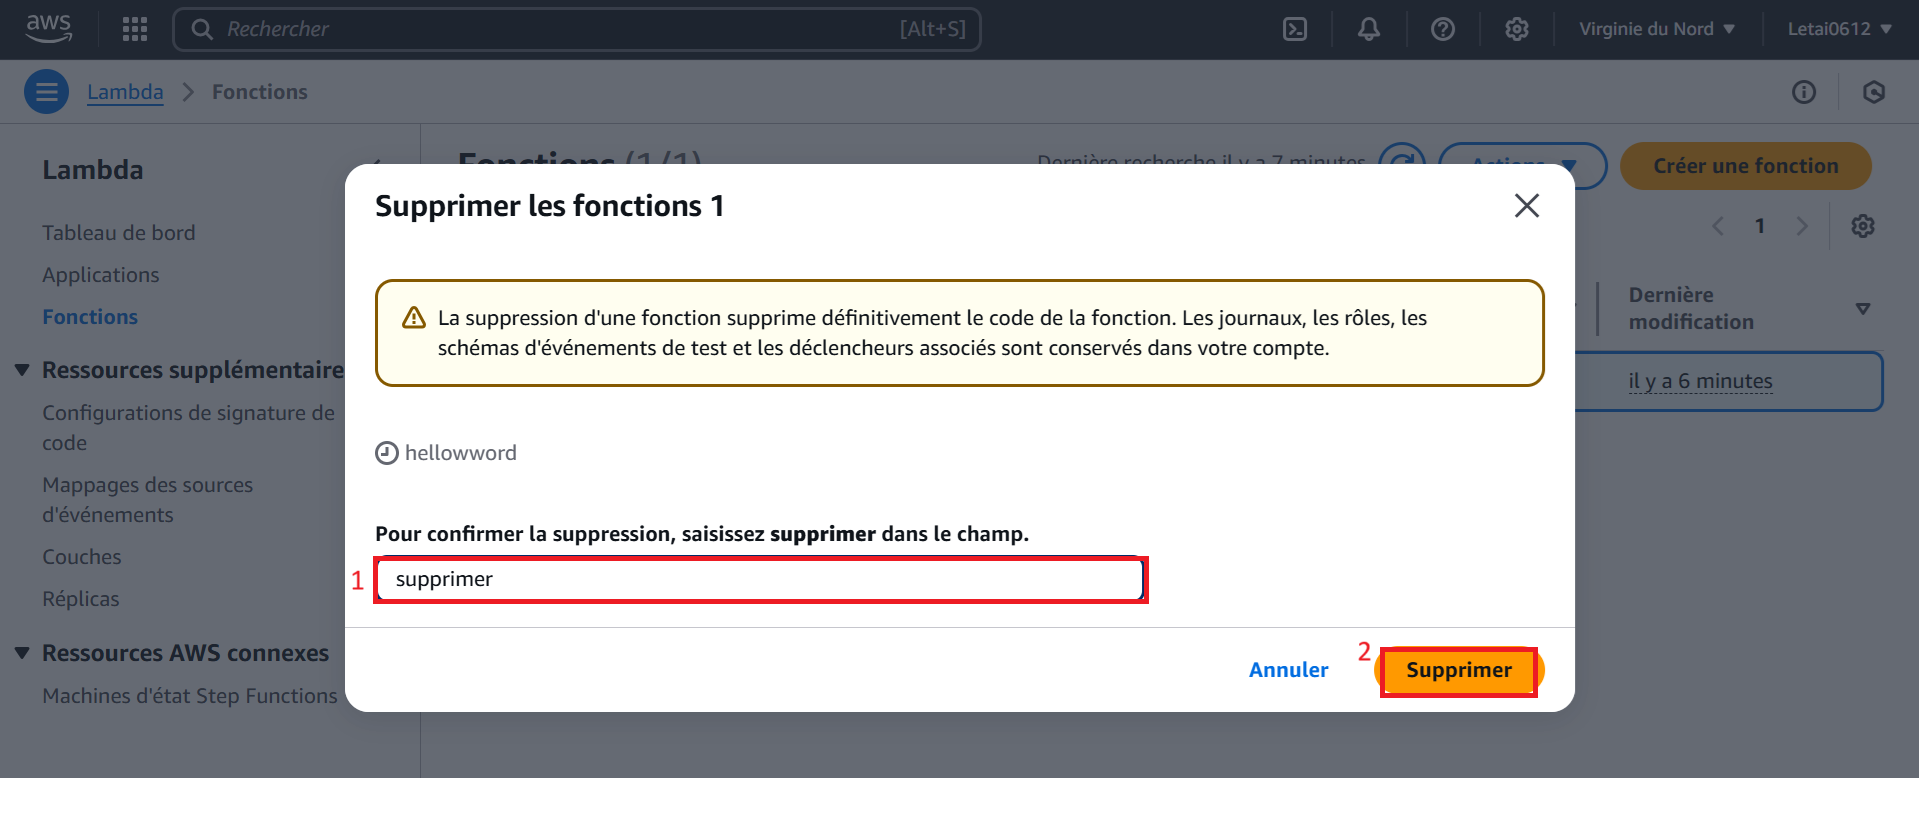 aws
Rechercher
[Alt+S]
Virginie du Nord
Letai0612
Lambda
Fonctions
Lambda
Tableau de bord
Applications
Fonctions
Ressources supplémentaire
Configurations de signature de
code
Mappages des sources
d'événements
Couches
Réplicas
Ressources AWS connexes
Machines d'état Step Functions
Fonctions (1/1)
Dernière recherche il y a 7 minutes
Actions
Créer une fonction
1
Dernière
modification
il y a 6 minutes
Supprimer les fonctions 1
La suppression d'une fonction supprime définitivement le code de la fonction. Les journaux, les rôles, les
schémas d'événements de test et les déclencheurs associés sont conservés dans votre compte.
hellowword
Pour confirmer la suppression, saisissez supprimer dans le champ.
1
supprimer
Annuler
2
Supprimer